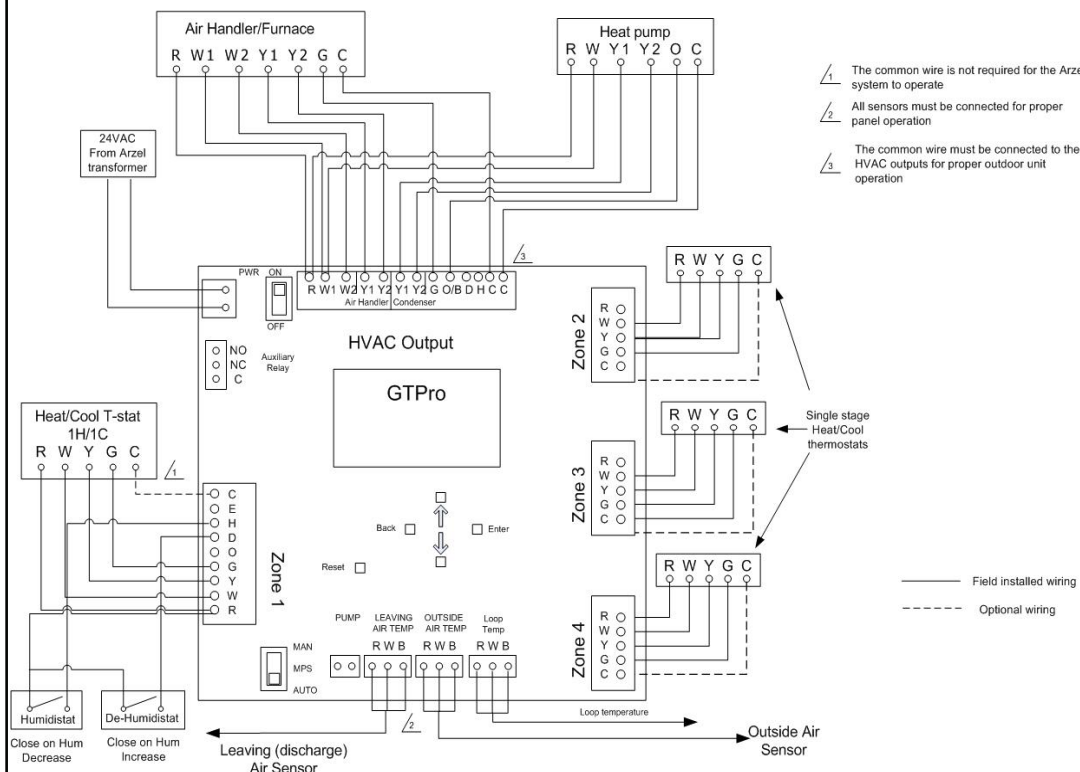 Air Handler/Furnace
R W1 W2 Y1 Y2 G C
Heat pump
R W Y1 Y2 O C
1 The common wire is not required for the Arzel
system to operate
2 All sensors must be connected for proper
panel operation
3 The common wire must be connected to the
HVAC outputs for proper outdoor unit
operation
24VAC
From Arzel
transformer
3
PWR ON
OFF
R W1 W2 Y1 Y2 Y1 Y2 G O/B D H C C
Air Handler Condenser
HVAC Output
GTPro
NO
NC
C
Auxiliary
Relay
R W Y G C
Zone 2
R
W
Y
G
C
Heat/Cool T-stat
1H/1C
R W Y G C
1
R W Y G C
Zone 3
R
W
Y
G
C
Single stage
Heat/Cool
thermostats
C
E
H
D
O
G
Y
W
R
Zone 1
Back
Enter
Reset
R W Y G C
Zone 4
R
W
Y
G
C
Field installed wiring
Optional wiring
PUMP
LEAVING
AIR TEMP
OUTSIDE
AIR TEMP
Loop
Temp
R W B
R W B
R W B
MAN
MPS
AUTO
2
Humidistat
De-Humidistat
Close on Hum
Decrease
Close on Hum
Increase
Leaving (discharge)
Air Sensor
Loop temperature
Outside Air
Sensor